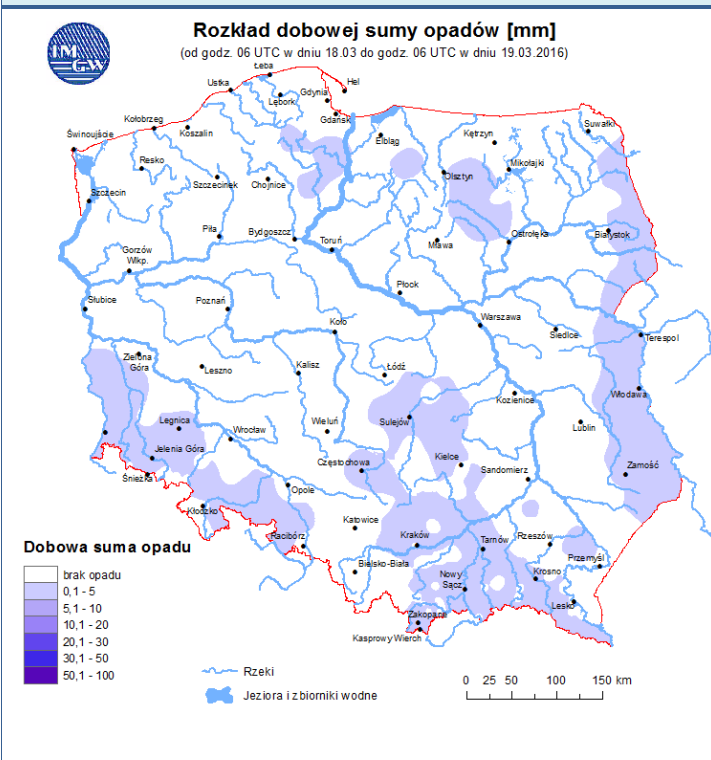 Rozkład dobowej sumy opadów [mm]
(od godz. 06 UTC w dniu 18.03 do godz. 06 UTC w dniu 19.03.2016)
IM
GW
Łeba
Hel
Ustka
Gdynia
Lębork
Gdańsk
Kołobrzeg
Koszalin
Świnoujście
Elbląg
Kętrzyn
Suwałki
Resko
Szczecinek
Chojnice
Olsztyn
Mikołajki
Szczecin
Piła
Bydgoszcz
Toruń
Mława
Ostrołęka
Białystok
Gorzów
Wlkp.
Płock
Słubice
Poznań
Koło
Warszawa
Siedlce
Terespol
Zielona
Góra
Leszno
Kalisz
Łódź
Kozienice
Włodawa
Legnica
Wrocław
Wieluń
Sulejów
Lublin
Jelenia Góra
Śnieżka
Częstochowa
Kielce
Sandomierz
Zamość
Opole
Kłodzko
Katowice
Racibórz
Kraków
Tarnów
Rzeszów
Przemyśl
Bielsko-Biała
Nowy
Sącz
Krosno
Lesko
Zakopane
Kasprowy Wierch
Dobowa suma opadu
brak opadu
0,1 - 5
5,1 - 10
10,1 - 20
20,1 - 30
30,1 - 50
50,1 - 100
Rzeki
Jeziora i zbiorniki wodne
0 25 50 100 150 km